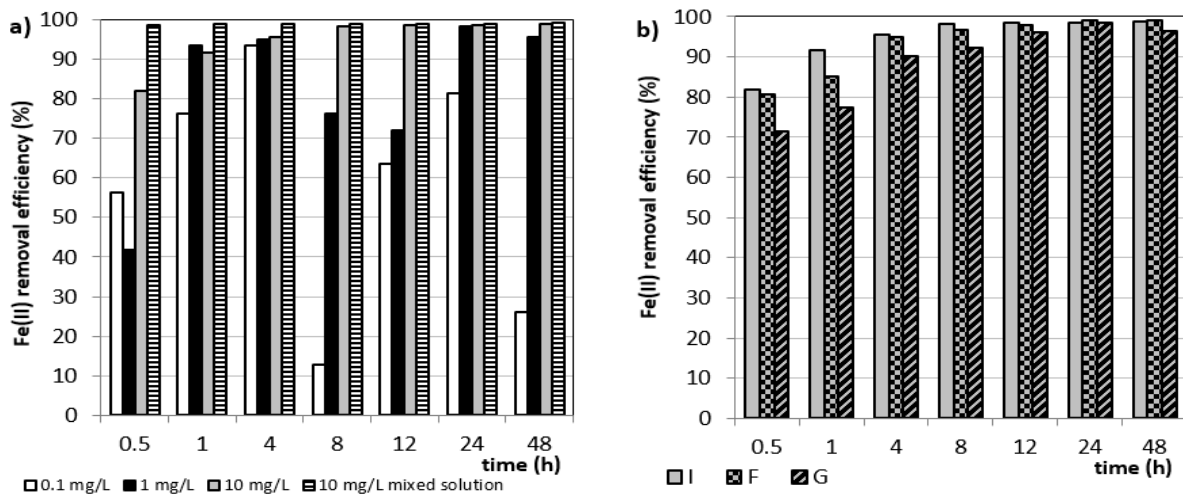 a)
Fe(II) removal efficiency (%)
100
90
80
70
60
50
40
30
20
10
0
0.5 1 4 8 12 24 48
time (h)
0.1 mg/L 1 mg/L 10 mg/L 10 mg/L mixed solution
b)
Fe(II) removal efficiency (%)
100
90
80
70
60
50
40
30
20
10
0
0.5 1 4 8 12 24 48
time (h)
I F G